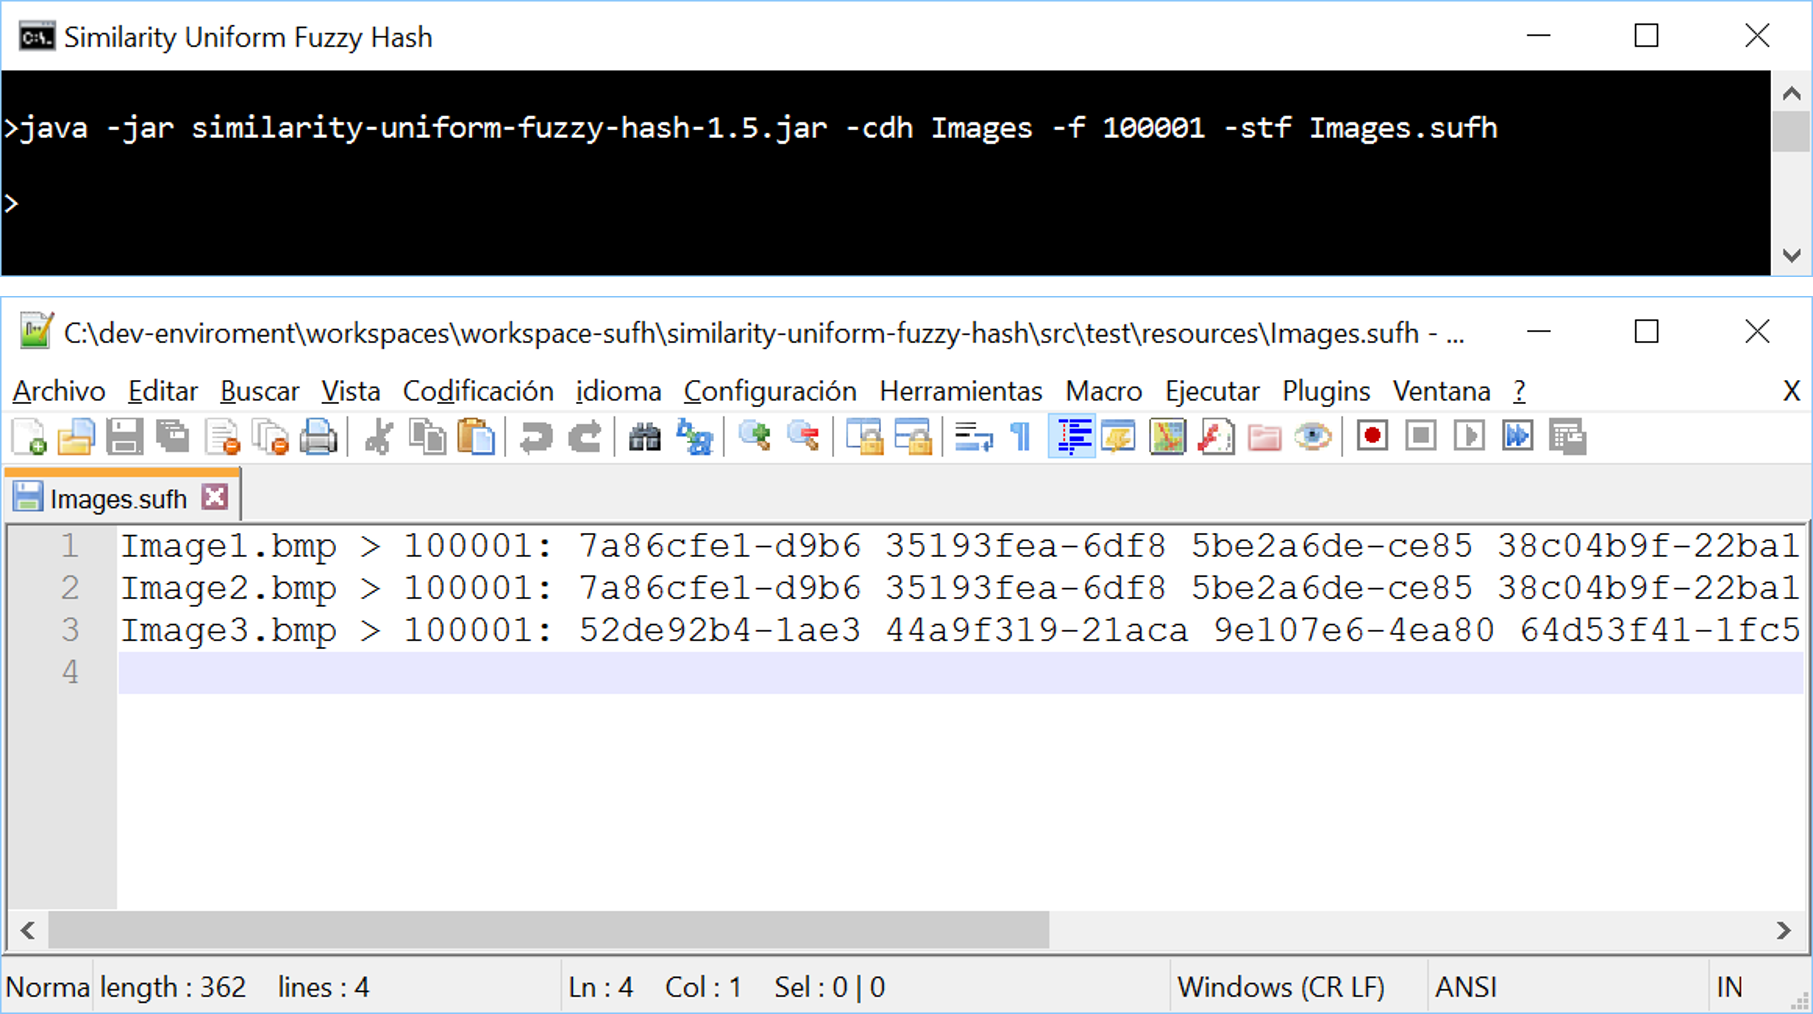 Similarity Uniform Fuzzy Hash
>java -jar similarity-uniform-fuzzy-hash-1.5.jar -cdh Images -f 100001 -stf Images.sufh
>
C:\dev-enviroment\workspaces\workspace-sufh\similarity-uniform-fuzzy-hash\src\test\resources\Images.sufh - ...
Archivo Editar Buscar Vista Codificación idioma Configuración Herramientas Macro Ejecutar Plugins Ventana ? X
Images.sufh
1 Image1.bmp > 100001: 7a86cfe1-d9b6 35193fea-6df8 5be2a6de-ce85 38c04b9f-22ba1
2 Image2.bmp > 100001: 7a86cfe1-d9b6 35193fea-6df8 5be2a6de-ce85 38c04b9f-22ba1
3 Image3.bmp > 100001: 52de92b4-1ae3 44a9f319-21aca 9e107e6-4ea80 64d53f41-1fc5
4
Norma length : 362 lines : 4 Ln : 4 Col : 1 Sel : 0 | 0 Windows (CR LF) ANSI IN